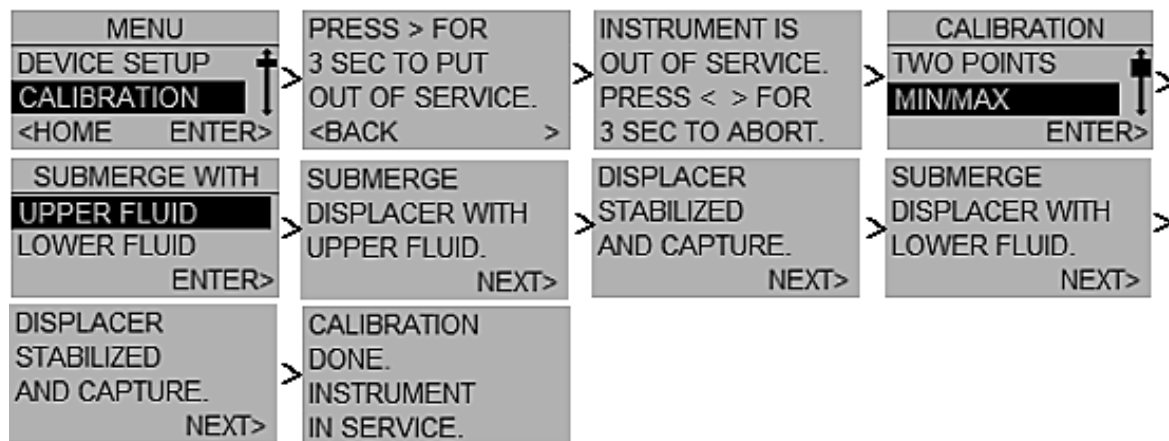 MENU
DEVICE SETUP
CALIBRATION
<HOME ENTER>
>
PRESS > FOR
3 SEC TO PUT
OUT OF SERVICE.
<BACK >
>
INSTRUMENT IS
OUT OF SERVICE.
PRESS < > FOR
3 SEC TO ABORT.
>
CALIBRATION
TWO POINTS
MIN/MAX
ENTER>
>
SUBMERGE WITH
UPPER FLUID
LOWER FLUID
ENTER>
>
SUBMERGE
DISPLACER WITH
UPPER FLUID.
NEXT>
>
DISPLACER
STABILIZED
AND CAPTURE.
NEXT>
>
SUBMERGE
DISPLACER WITH
LOWER FLUID.
NEXT>
>
DISPLACER
STABILIZED
AND CAPTURE.
NEXT>
>
CALIBRATION
DONE.
INSTRUMENT
IN SERVICE.